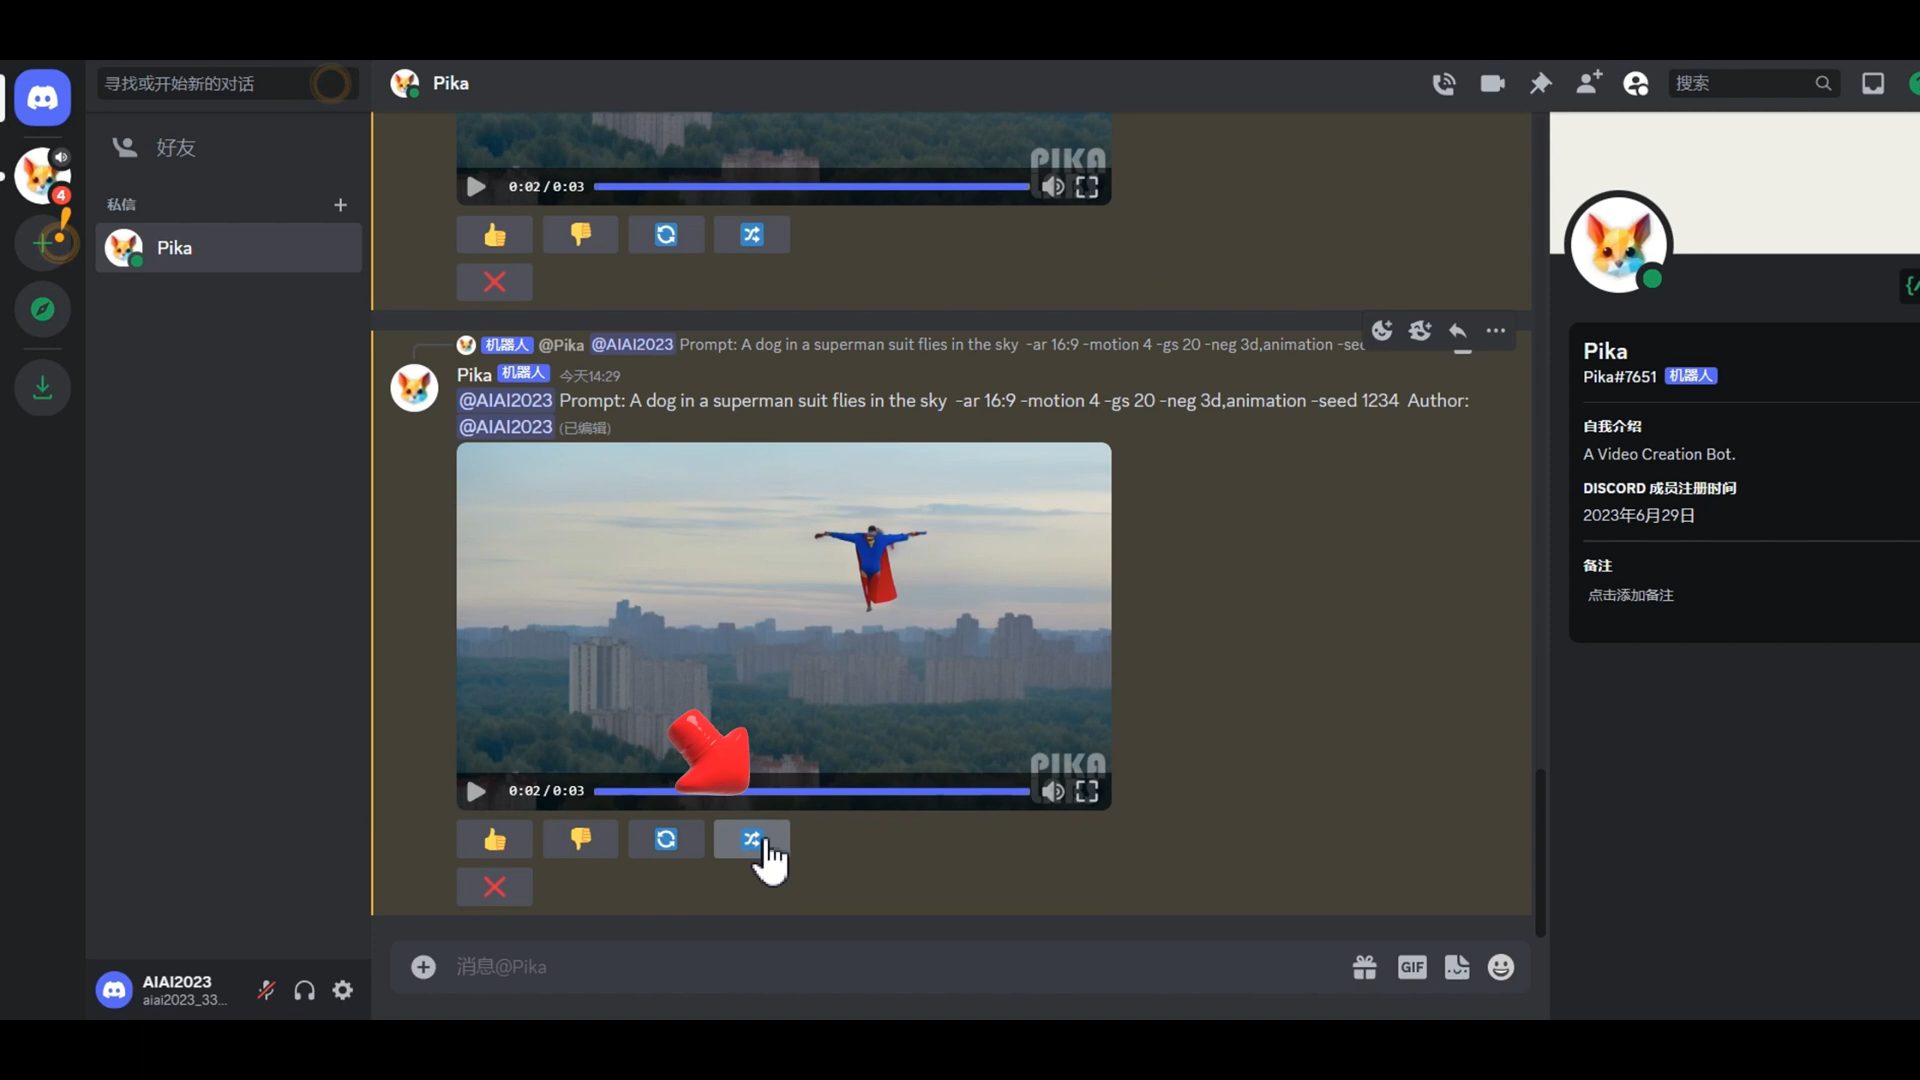 寻找或开始新的对话
Pika
搜索
4
好友
私信
Pika
PIKA
0:02/0:03
机器人 @Pika @AIAI2023 Prompt: A dog in a superman suit flies in the sky -ar 16:9 -motion 4 -gs 20 -neg 3d,animation -see
Pika 机器人 今天14:29
@AIAI2023 Prompt: A dog in a superman suit flies in the sky -ar 16:9 -motion 4 -gs 20 -neg 3d,animation -seed 1234 Author:
@AIAI2023 (已编辑)
PIKA
0:02/0:03
消息@Pika
GIF
AIAI2023
aiai2023_33...
Pika
Pika#7651 机器人
自我介绍
A Video Creation Bot.
DISCORD 成员注册时间
2023年6月29日
备注
点击添加备注